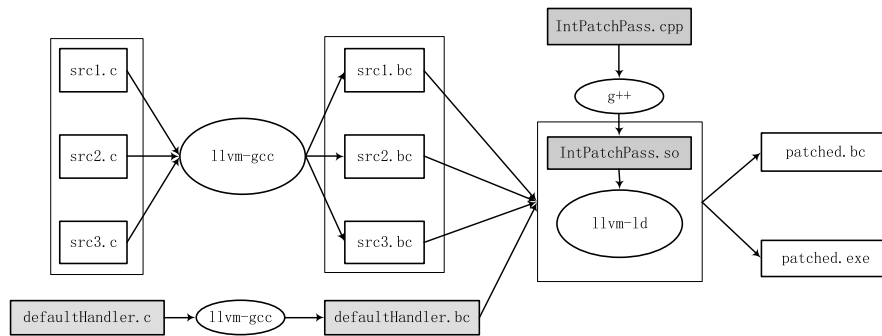 IntPatchPass.cpp
src1.c
src1.bc
g++
src2.c
llvm-gcc
src2.bc
IntPatchPass.so
patched.bc
llvm-ld
src3.c
src3.bc
patched.exe
defaultHandler.c
llvm-gcc
defaultHandler.bc